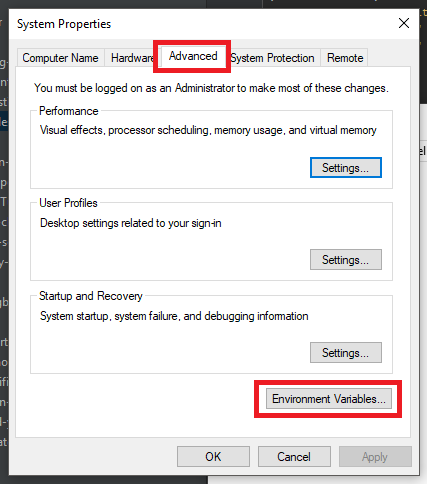 System Properties
Computer Name Hardware Advanced System Protection Remote
You must be logged on as an Administrator to make most of these changes.
Performance
Visual effects, processor scheduling, memory usage, and virtual memory
Settings...
User Profiles
Desktop settings related to your sign-in
Settings...
Startup and Recovery
System startup, system failure, and debugging information
Settings...
Environment Variables...
OK Cancel Apply